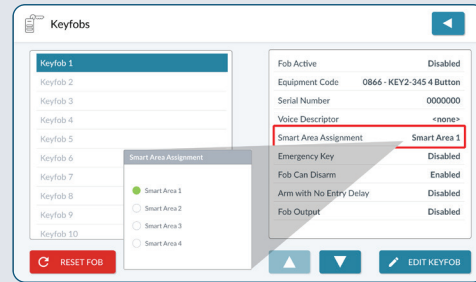 Keyfobs
Keyfob 1
Keyfob 2
Keyfob 3
Keyfob 4
Keyfob 5
Keyfob 6
Keyfob 7
Keyfob 8
Keyfob 9
Keyfob 10
Smart Area Assignment
Smart Area 1
Smart Area 2
Smart Area 3
Smart Area 4
Fob Active Disabled
Equipment Code 0866 - KEY2-345 4 Button
Serial Number 0000000
Voice Descriptor <none>
Smart Area Assignment Smart Area 1
Emergency Key Disabled
Fob Can Disarm Enabled
Arm with No Entry Delay Disabled
Fob Output Disabled
RESET FOB
EDIT KEYFOB